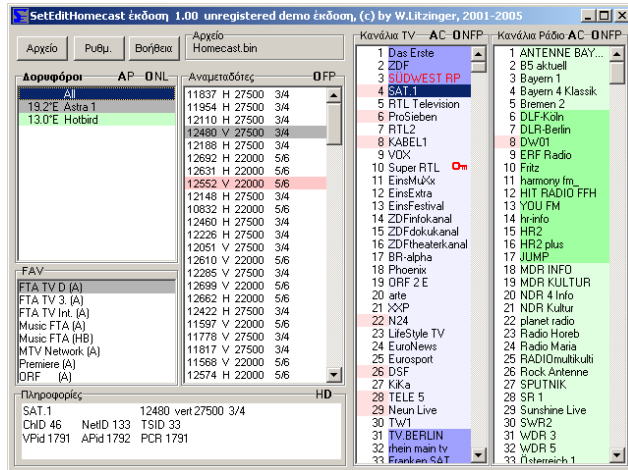 SetEditHomecast έκδοση 1.00 unregistered demo έκδοση, (c) by W.Litzinger, 2001-2005
Αρχείο
Ρυθμ.
Βοήθεια
Αρχείο
Homecast.bin
Δορυφόροι AP-ONL
All
19.2°E Astra 1
13.0°E Hotbird
FAV
FTA TV D (A)
FTA TV 3. (A)
FTA TV Int. (A)
Music FTA (A)
Music FTA (HB)
MTV Network (A)
Premiere (A)
ORF (A)
Αναμεταδότες OFP
11837 H 27500 3/4
11954 H 27500 3/4
12110 H 27500 3/4
12480 V 27500 3/4
12188 H 27500 3/4
12692 H 22000 5/6
12631 H 22000 5/6
12552 V 22000 5/6
12148 H 27500 3/4
10832 H 22000 5/6
12460 H 27500 3/4
12226 H 27500 3/4
12051 V 27500 3/4
12610 V 22000 5/6
12285 V 27500 3/4
12699 V 22000 5/6
12662 H 22000 5/6
12422 H 27500 3/4
11597 V 22000 5/6
11778 V 27500 3/4
11817 V 27500 3/4
11568 V 22000 5/6
12574 H 22000 5/6
Πληροφορίες HD
SAT.1 12480 vert 27500 3/4
ChID 46 NetID 133 TSID 33
VPid 1791 APid 1792 PCR 1791
Κανάλια TV AC-ONFP
1 Das Erste
2 ZDF
3 SÜDWEST RP
4 SAT.1
5 RTL Television
6 ProSieben
7 RTL2
8 KABEL1
9 VOX
10 Super RTL
11 EinsMuXx
12 EinsExtra
13 EinsFestival
14 ZDFinfokanal
15 ZDFdokukanal
16 ZDFtheaterkanal
17 BR-alpha
18 Phoenix
19 ORF 2 E
20 arte
21 XXP
22 N24
23 LifeStyle TV
24 EuroNews
25 Eurosport
26 DSF
27 KiKa
28 TELE 5
29 Neun Live
30 TW1
31 TV.BERLIN
32 rhein main tv
33 Franken SAT
Κανάλια Ράδιο AC-ONFP
1 ANTENNE BAY...
2 B5 aktuell
3 Bayern 1
4 Bayern 4 Klassik
5 Bremen 2
6 DLF-Köln
7 DLR-Berlin
8 DW01
9 ERF Radio
10 Fritz
11 harmony fm_
12 HIT RADIO FFH
13 YOU FM
14 hr-info
15 HR2
16 HR2 plus
17 JUMP
18 MDR INFO
19 MDR KULTUR
20 NDR 4 Info
21 NDR Kultur
22 planet radio
23 Radio Horeb
24 Radio Maria
25 RADIOmultikulti
26 Rock Antenne
27 SPUTNIK
28 SR 1
29 Sunshine Live
30 SWR2
31 WDR 3
32 WDR 5
33 Österreich 1